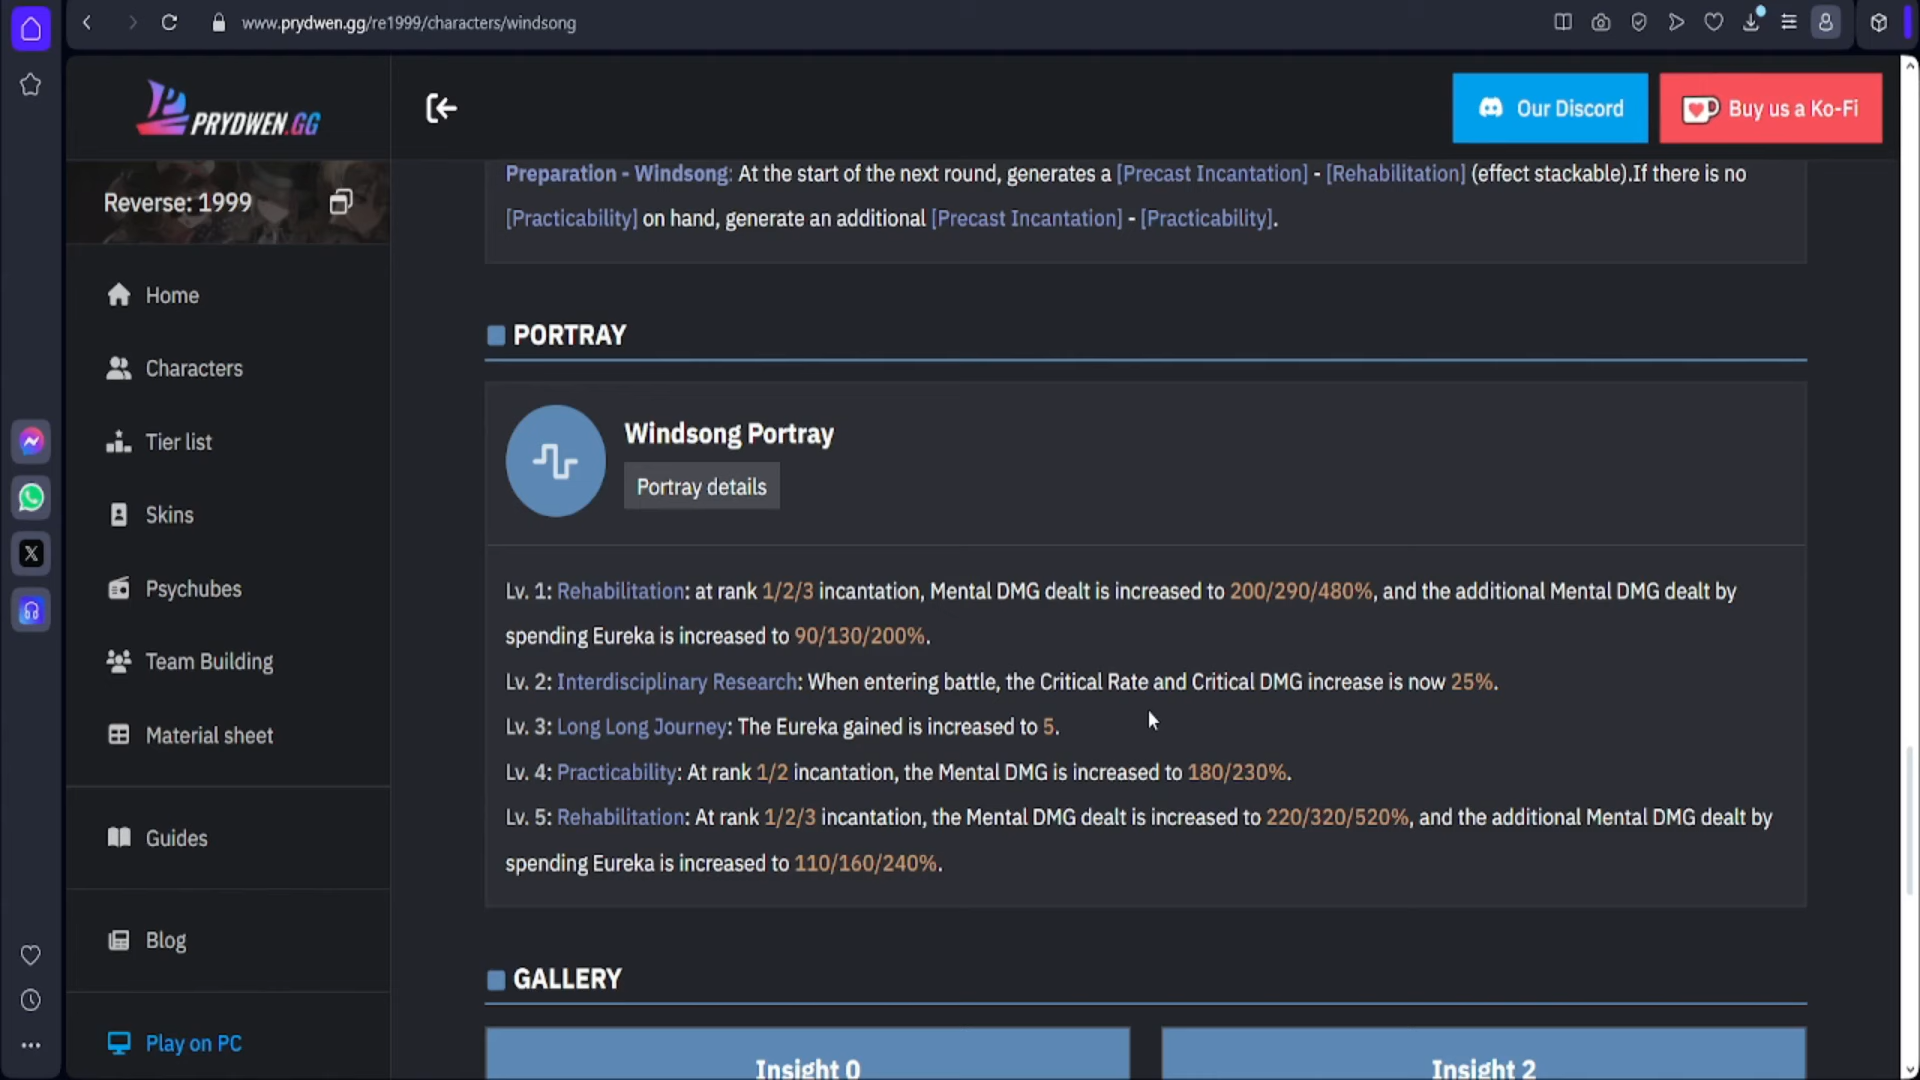 www.prydwen.gg/re1999/characters/windsong
PRYDWEN.GG
Our Discord
Buy us a Ko-Fi
Reverse: 1999
Home
Characters
Tier list
Skins
Psychubes
Team Building
Material sheet
Guides
Blog
Play on PC
Preparation - Windsong: At the start of the next round, generates a [Precast Incantation] - [Rehabilitation] (effect stackable).If there is no
[Practicability] on hand, generate an additional [Precast Incantation] - [Practicability].
PORTRAY
Windsong Portray
Portray details
Lv. 1: Rehabilitation: at rank 1/2/3 incantation, Mental DMG dealt is increased to 200/290/480%, and the additional Mental DMG dealt by
spending Eureka is increased to 90/130/200%.
Lv. 2: Interdisciplinary Research: When entering battle, the Critical Rate and Critical DMG increase is now 25%.
Lv. 3: Long Long Journey: The Eureka gained is increased to 5.
Lv. 4: Practicability: At rank 1/2 incantation, the Mental DMG is increased to 180/230%.
Lv. 5: Rehabilitation: At rank 1/2/3 incantation, the Mental DMG dealt is increased to 220/320/520%, and the additional Mental DMG dealt by
spending Eureka is increased to 110/160/240%.
GALLERY
Insight 0
Insight 2